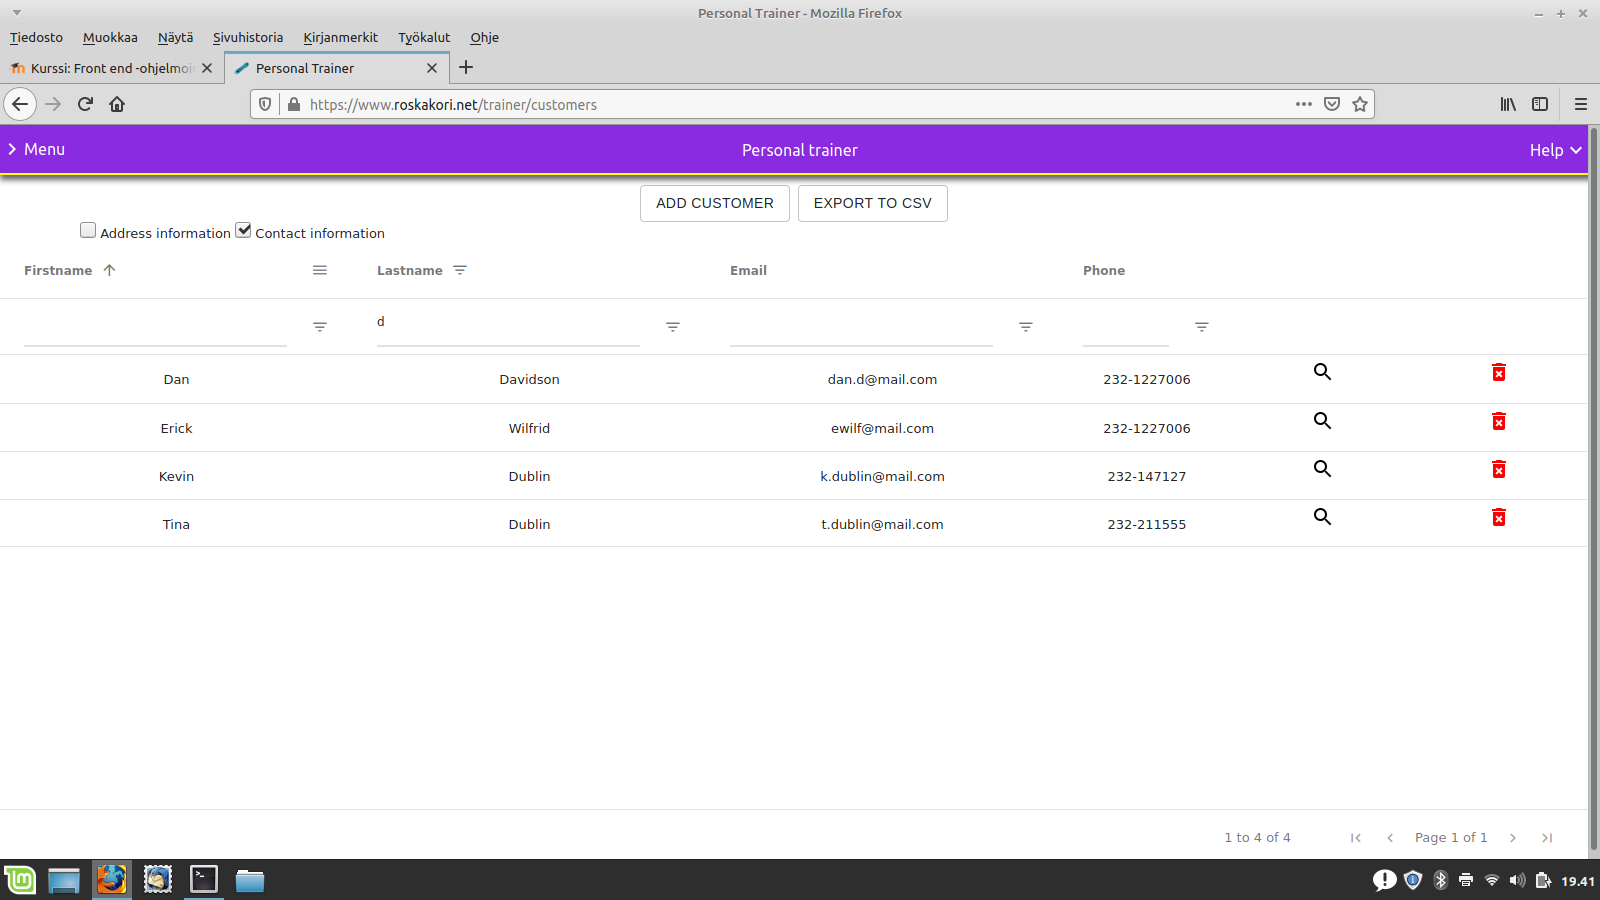 Personal Trainer - Mozilla Firefox
Tiedosto Muokkaa Näytä Sivuhistoria Kirjanmerkit Työkalut Ohje
Kurssi: Front end -ohjelmoi Personal Trainer
https://www.roskakori.net/trainer/customers
Menu Personal trainer Help
ADD CUSTOMER EXPORT TO CSV
Address information Contact information
Firstname Lastname Email Phone
d
Dan Davidson dan.d@mail.com 232-1227006
Erick Wilfrid ewilf@mail.com 232-1227006
Kevin Dublin k.dublin@mail.com 232-147127
Tina Dublin t.dublin@mail.com 232-211555
1 to 4 of 4 Page 1 of 1
19.41